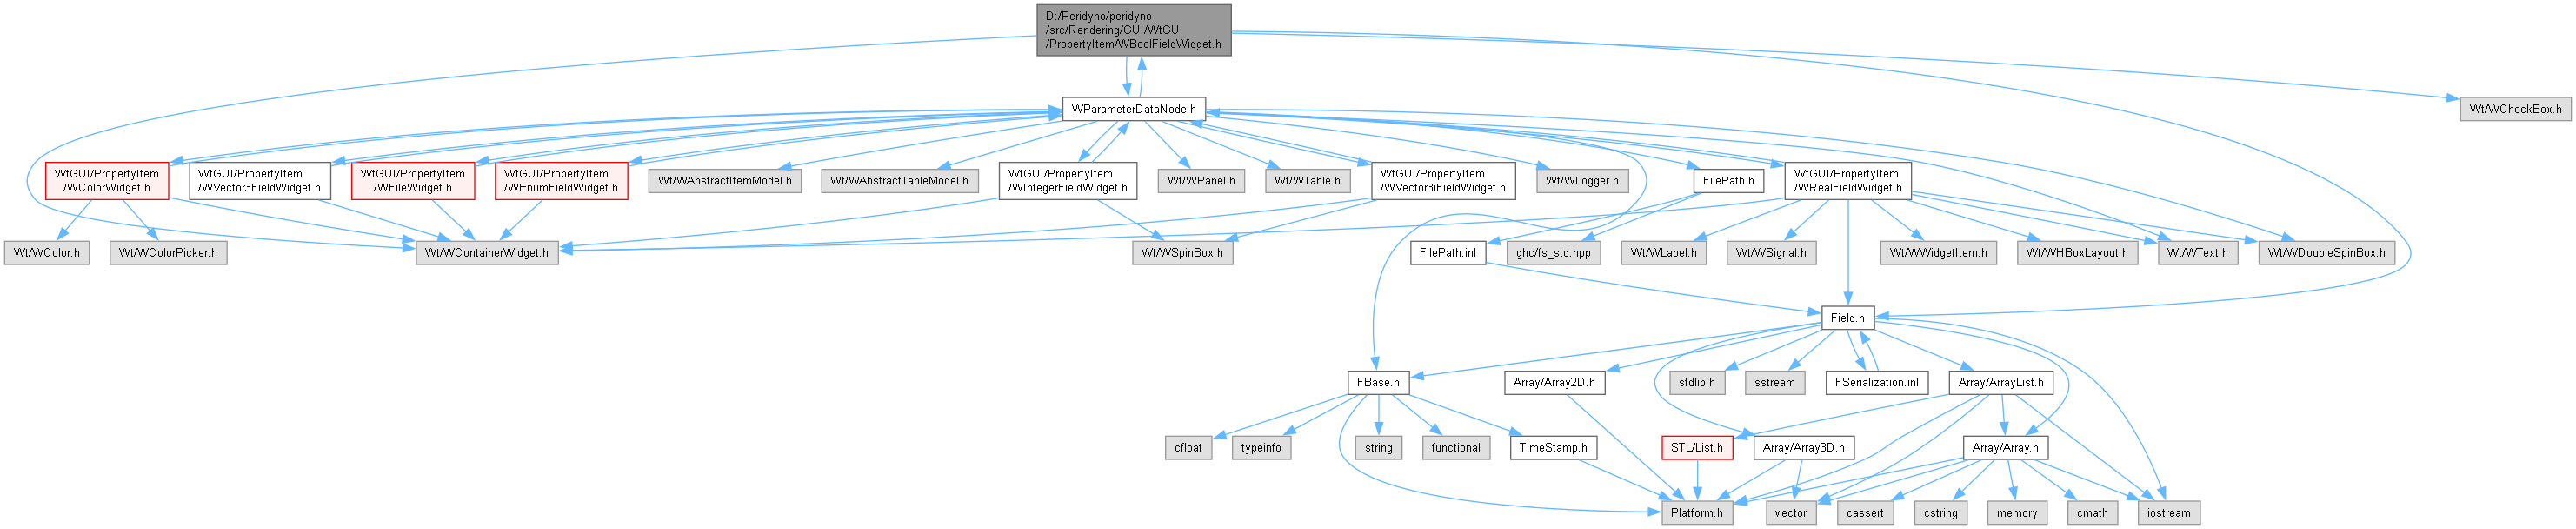 D:/Peridyno/peridyno
/src/Rendering/GUI/WtGUI
/PropertyItem/WBoolFieldWidget.h
WParameterDataNode.h
Wt/WCheckBox.h
WtGUI/PropertyItem
/WColorWidget.h
WtGUI/PropertyItem
/WVector3FieldWidget.h
WtGUI/PropertyItem
/WFileWidget.h
WtGUI/PropertyItem
/WEnumFieldWidget.h
Wt/WAbstractItemModel.h
Wt/WAbstractTableModel.h
WtGUI/PropertyItem
/WIntegerFieldWidget.h
Wt/WPanel.h
Wt/WTable.h
WtGUI/PropertyItem
/WVector3iFieldWidget.h
Wt/WLogger.h
FilePath.h
WtGUI/PropertyItem
/WRealFieldWidget.h
Wt/WColor.h
Wt/WColorPicker.h
Wt/WContainerWidget.h
Wt/WSpinBox.h
FilePath.inl
ghc/fs_std.hpp
Wt/WLabel.h
Wt/WSignal.h
Wt/WWidgetItem.h
Wt/WHBoxLayout.h
Wt/WText.h
Wt/WDoubleSpinBox.h
Field.h
FBase.h
Array/Array2D.h
stdlib.h
sstream
FSerialization.inl
Array/ArrayList.h
cfloat
typeinfo
string
functional
TimeStamp.h
STL/List.h
Array/Array3D.h
Array/Array.h
Platform.h
vector
cassert
cstring
memory
cmath
iostream